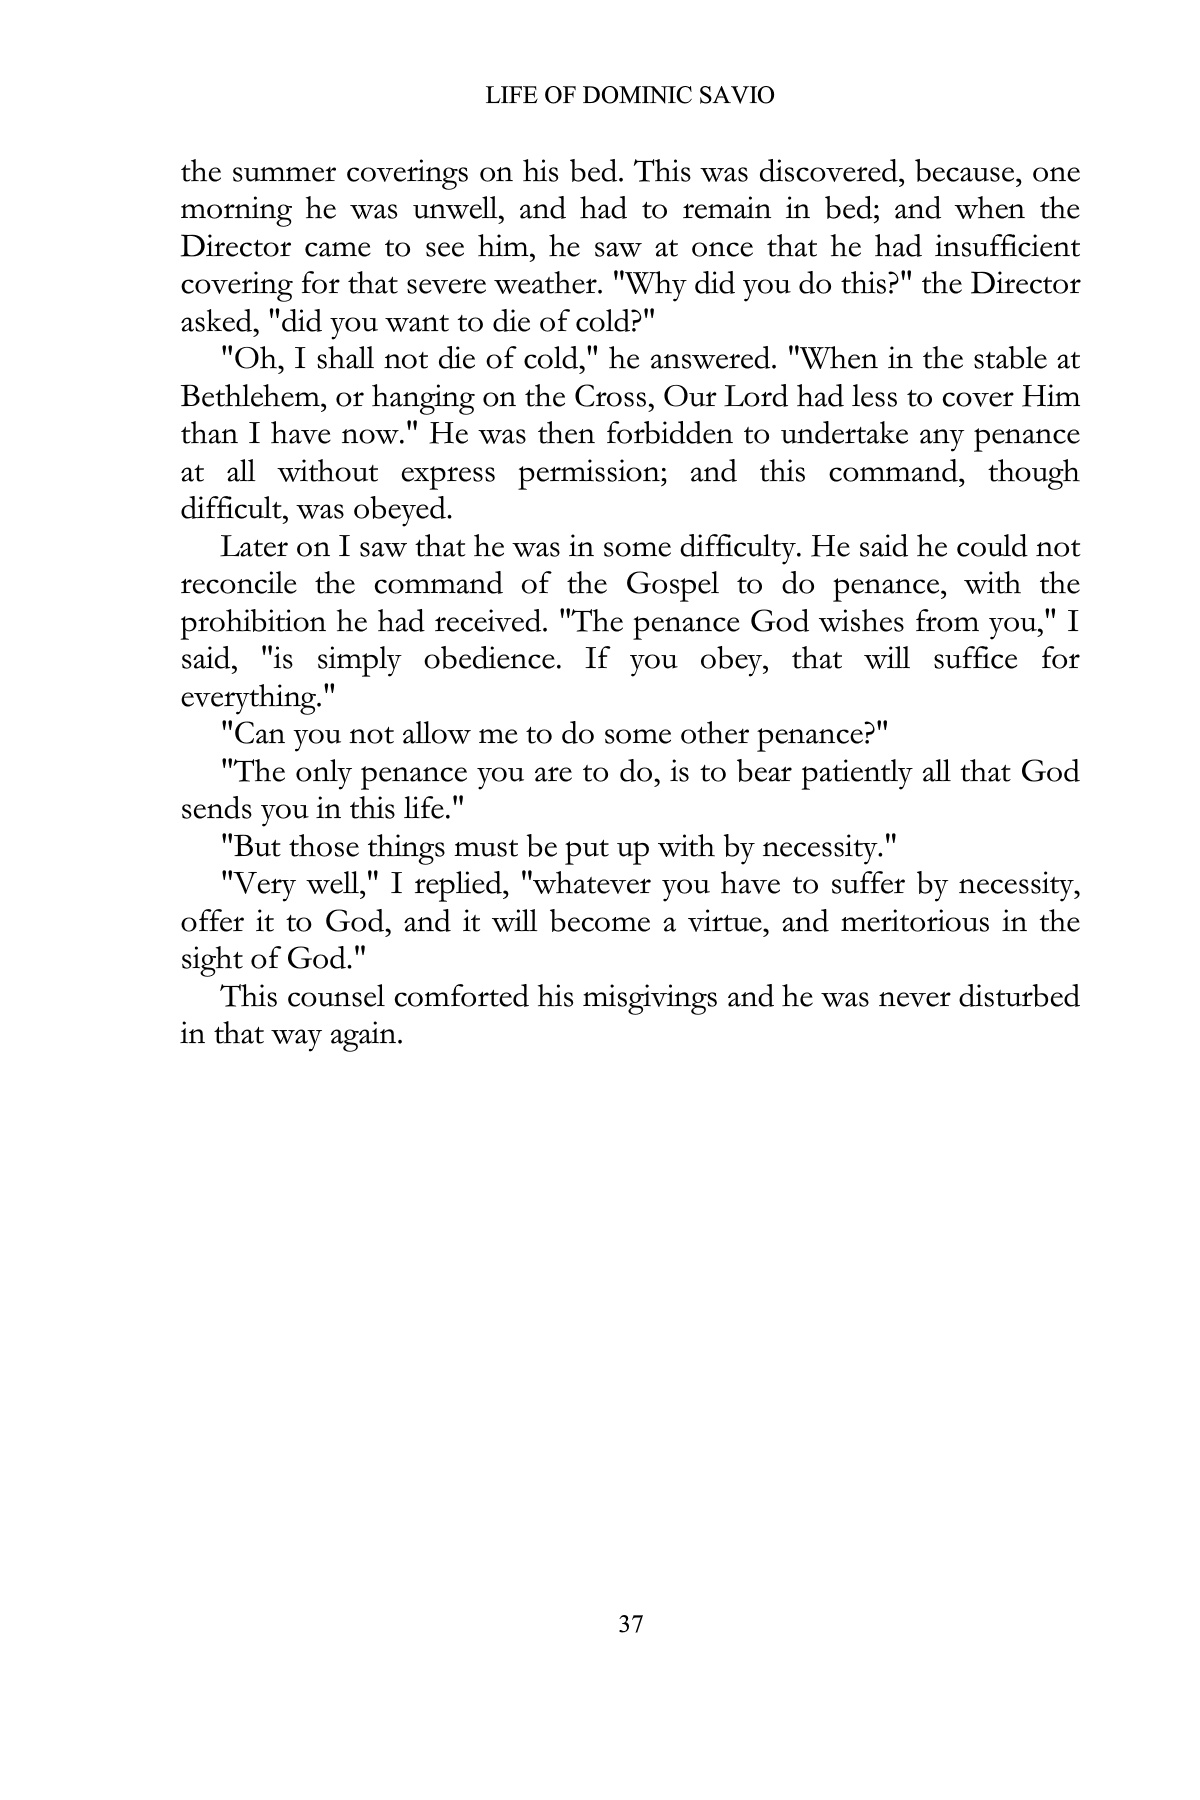 LIFE OF DOMINIC SAVIO
the summer coverings on his bed. This was discovered, because, one
morning he was unwell, and had to remain in bed; and when the
Director came to see him, he saw at once that he had insufficient
covering for that severe weather. "Why did you do this?" the Director
asked, "did you want to die of cold?"
"Oh, I shall not die of cold," he answered. "When in the stable at
Bethlehem, or hanging on the Cross, Our Lord had less to cover Him
than I have now." He was then forbidden to undertake any penance
at all without express permission; and this command, though
difficult, was obeyed.
Later on I saw that he was in some difficulty. He said he could not
reconcile the command of the Gospel to do penance, with the
prohibition he had received. "The penance God wishes from you," I
said, "is simply obedience. If you obey, that will suffice for
everything."
"Can you not allow me to do some other penance?"
"The only penance you are to do, is to bear patiently all that God
sends you in this life."
"But those things must be put up with by necessity."
"Very well," I replied, "whatever you have to suffer by necessity,
offer it to God, and it will become a virtue, and meritorious in the
sight of God."
This counsel comforted his misgivings and he was never disturbed
in that way again.
37